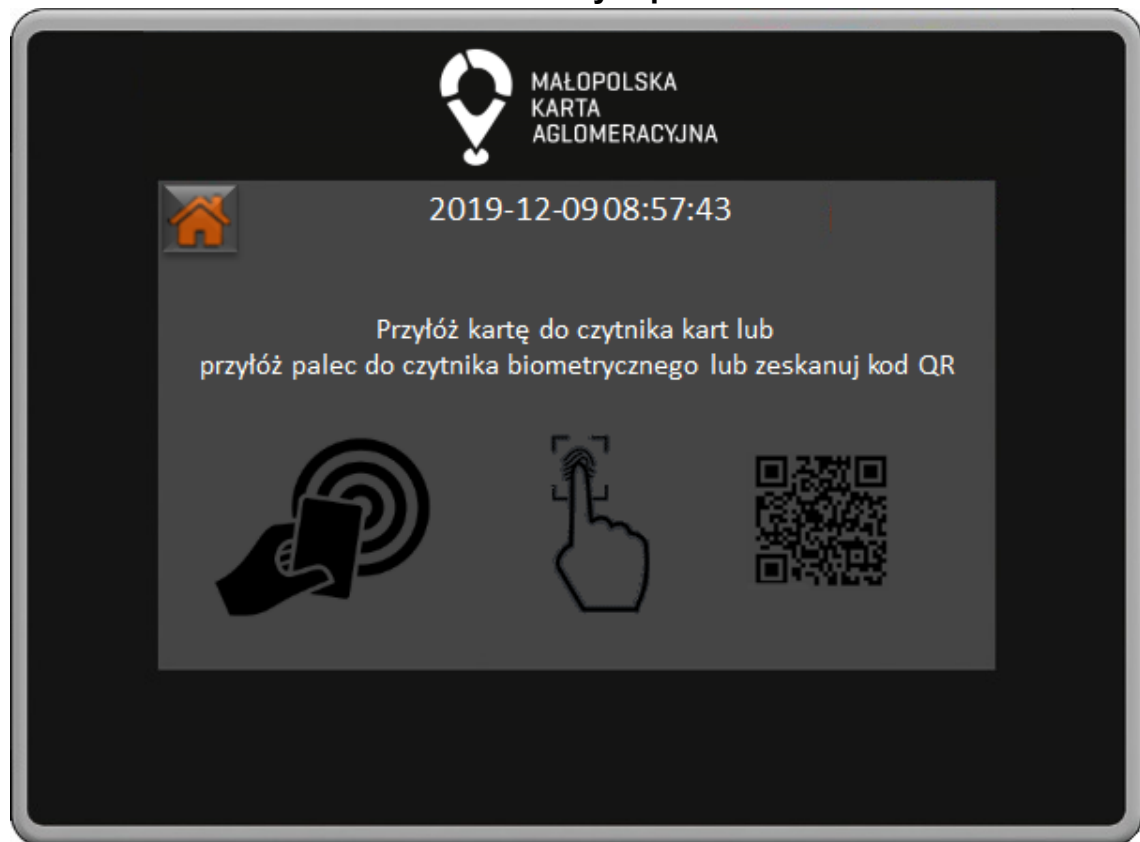 MAŁOPOLSKA
KARTA
AGLOMERACYJNA
2019-12-09 08:57:43
Przyłóż kartę do czytnika kart lub
przyłóż palec do czytnika biometrycznego lub zeskanuj kod QR